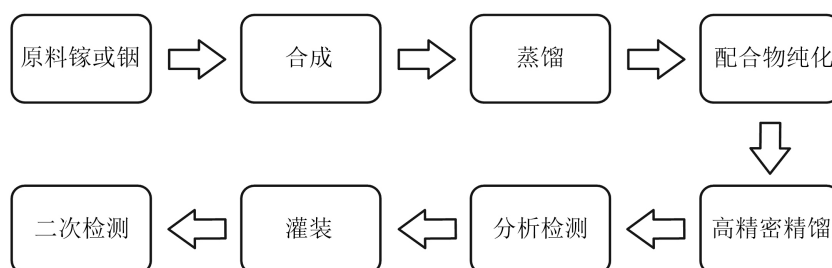 原料镓或铟
合成
蒸馏
配合物纯化
高精密精馏
分析检测
灌装
二次检测